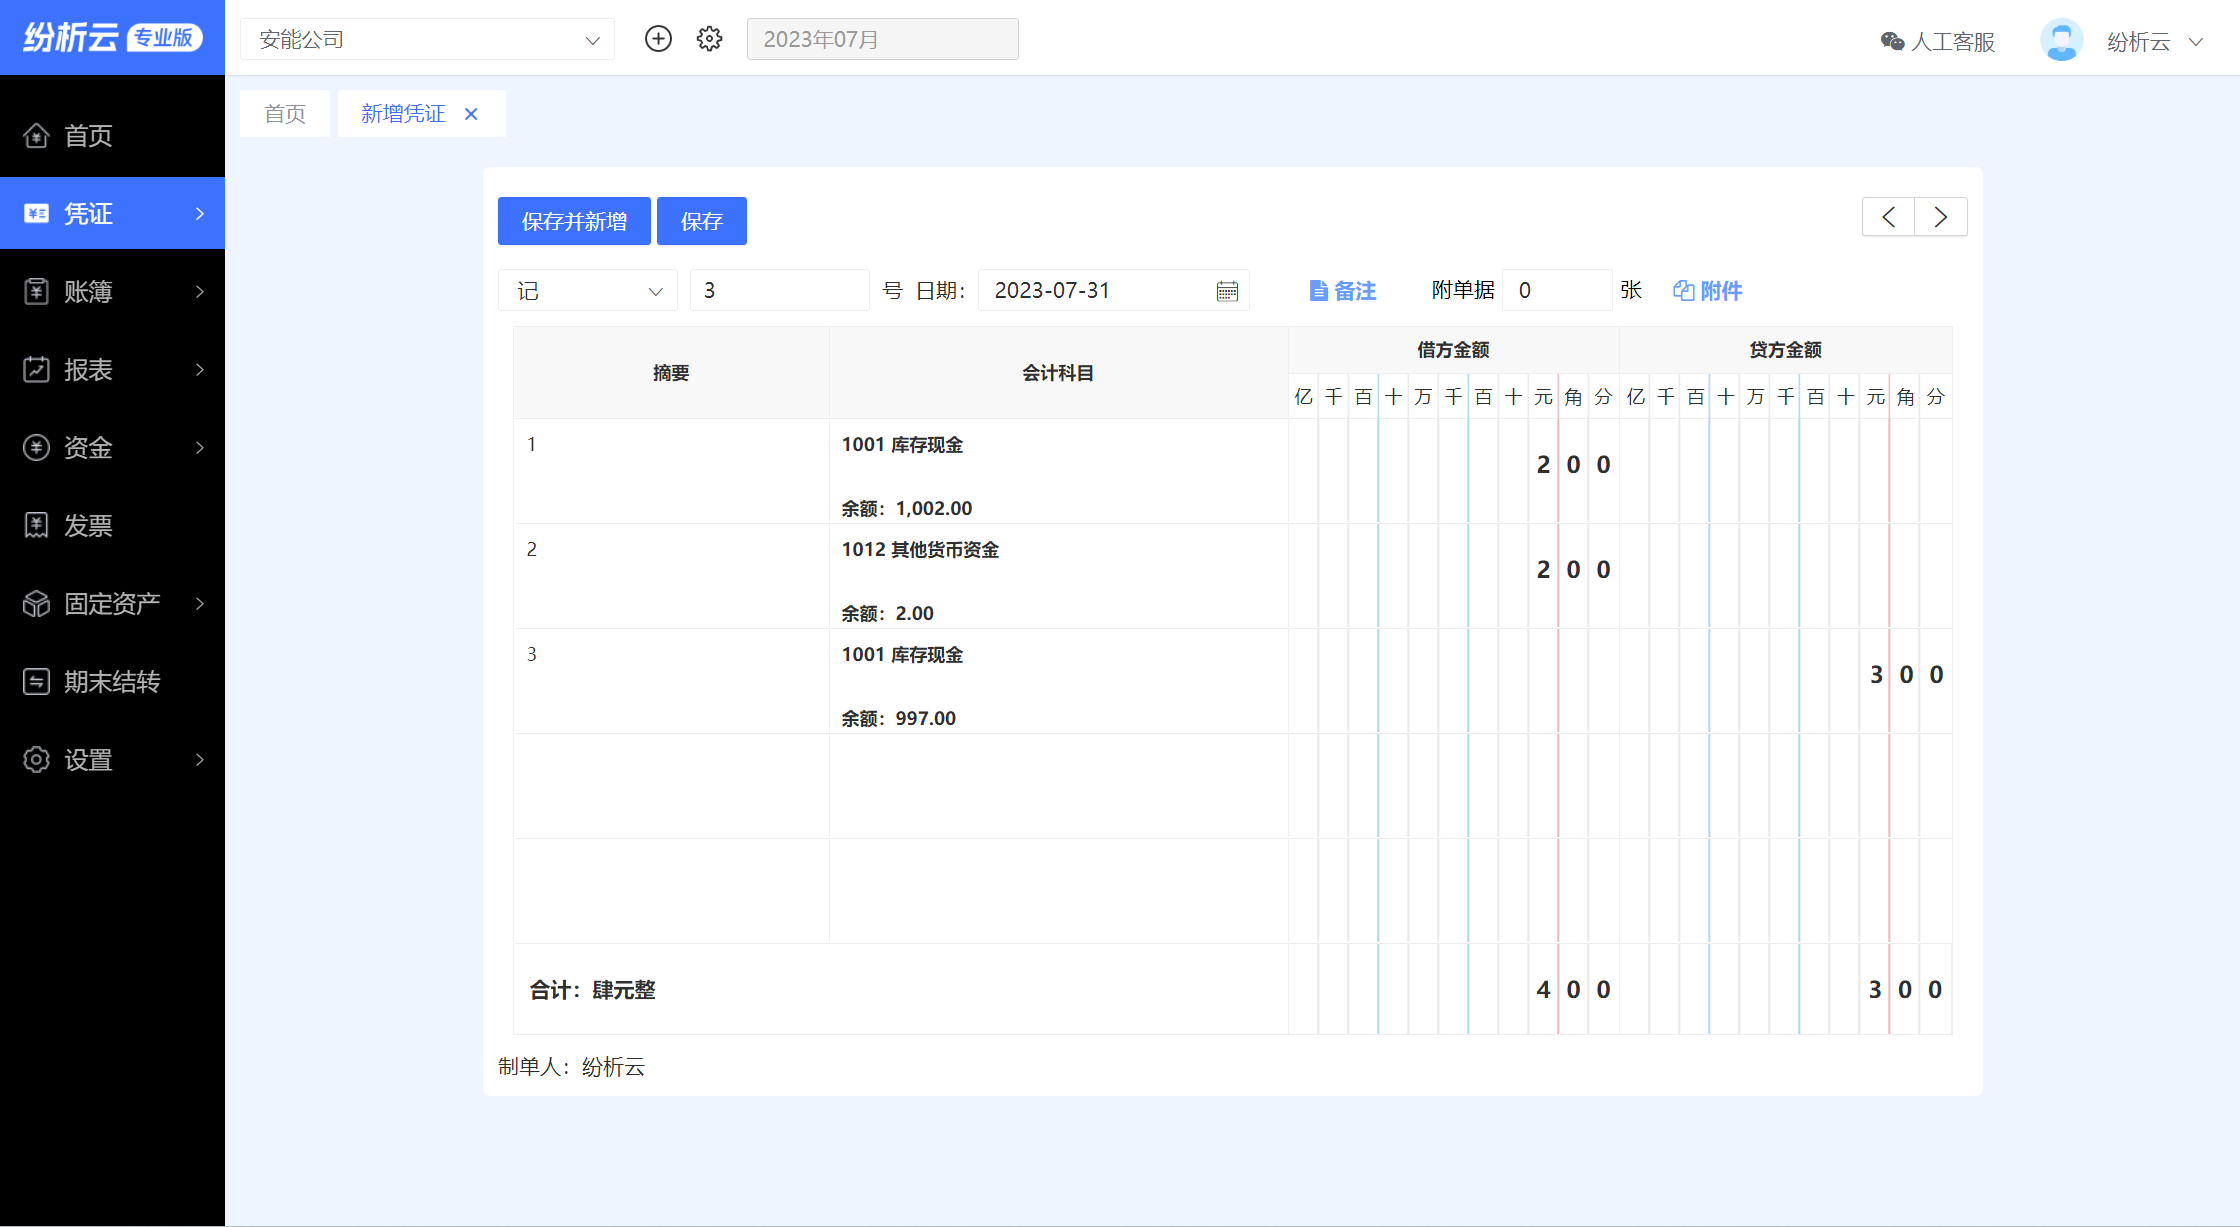 纷析云 专业版
安能公司
2023年07月
人工客服
纷析云
首页
凭证
账簿
报表
资金
发票
固定资产
期末结转
设置
首页
新增凭证
保存并新增 保存
记 3 号 日期： 2023-07-31 备注 附单据 0 张 附件
摘要 会计科目 借方金额 贷方金额
亿 千 百 十 万 千 百 十 元 角 分 亿 千 百 十 万 千 百 十 元 角 分
1 1001 库存现金 2 0 0
余额：1,002.00
2 1012 其他货币资金 2 0 0
余额：2.00
3 1001 库存现金 3 0 0
余额：997.00
合计：肆元整 4 0 0 3 0 0
制单人：纷析云